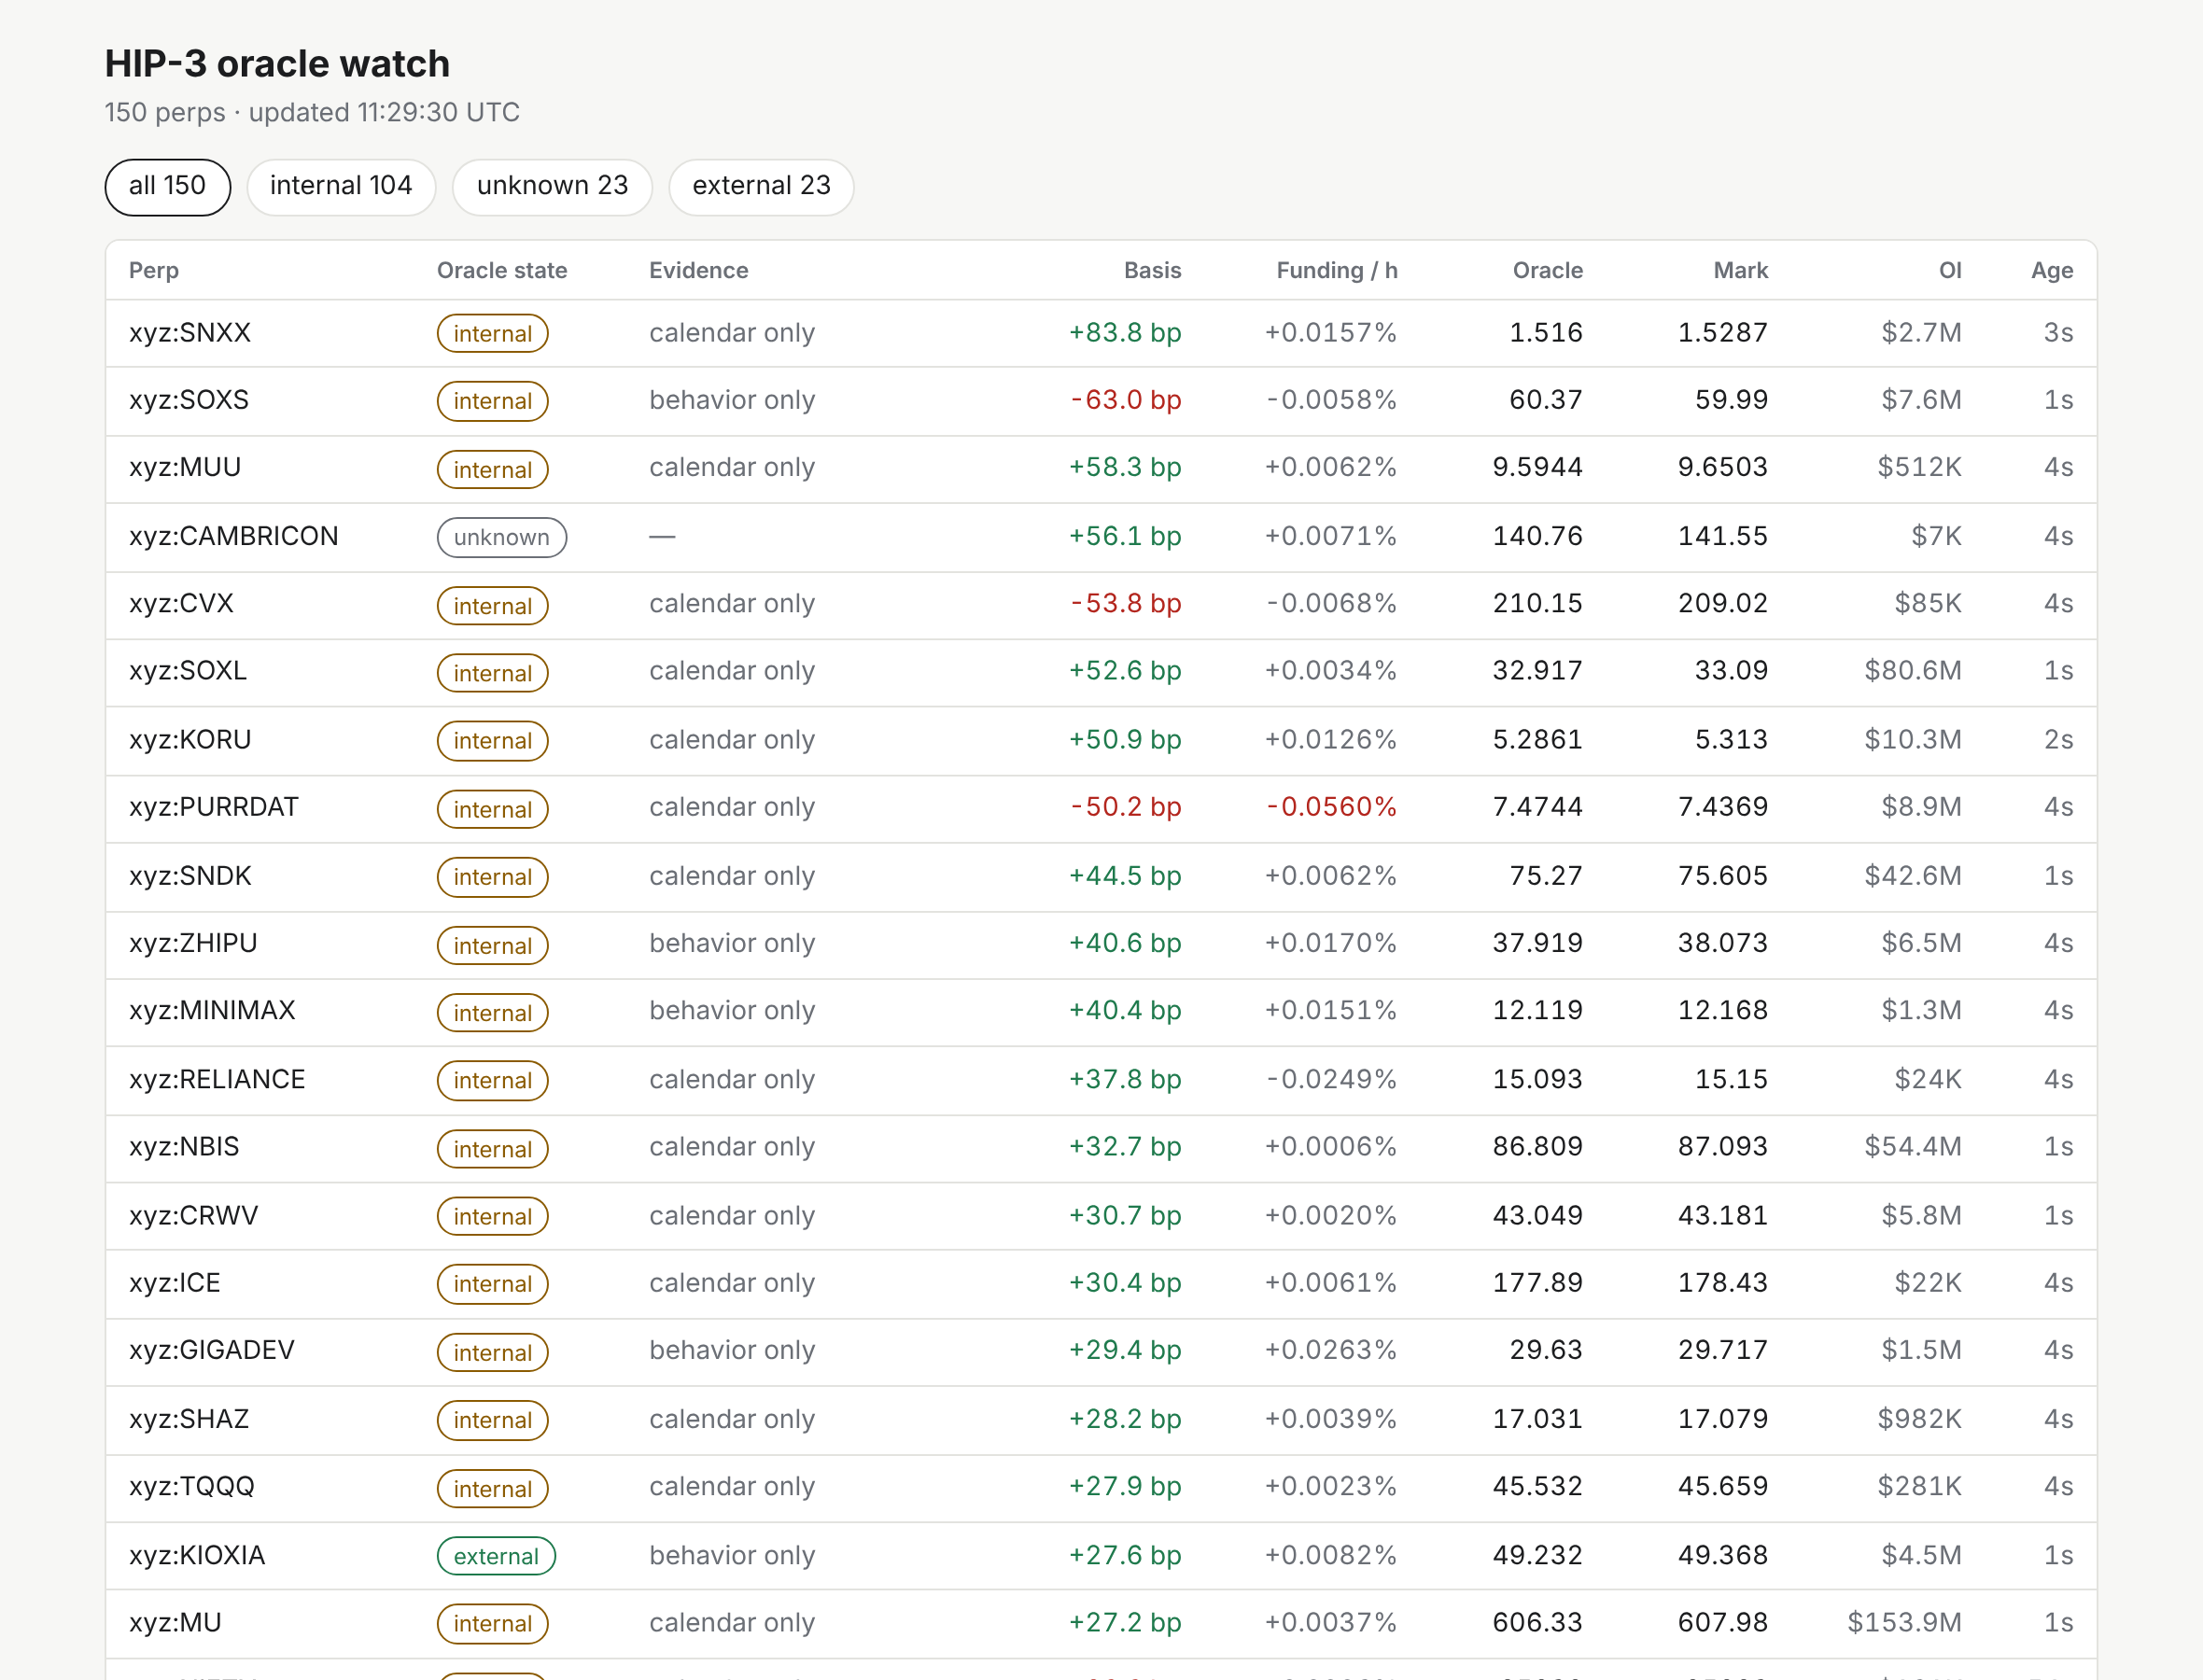 HIP-3 oracle watch
150 perps · updated 11:29:30 UTC
all 150 internal 104 unknown 23 external 23
Perp Oracle state Evidence Basis Funding / h Oracle Mark OI Age
xyz:SNXX internal calendar only +83.8 bp +0.0157% 1.516 1.5287 $2.7M 3s
xyz:SOXS internal behavior only -63.0 bp -0.0058% 60.37 59.99 $7.6M 1s
xyz:MUU internal calendar only +58.3 bp +0.0062% 9.5944 9.6503 $512K 4s
xyz:CAMBRICON unknown — +56.1 bp +0.0071% 140.76 141.55 $7K 4s
xyz:CVX internal calendar only -53.8 bp -0.0068% 210.15 209.02 $85K 4s
xyz:SOXL internal calendar only +52.6 bp +0.0034% 32.917 33.09 $80.6M 1s
xyz:KORU internal calendar only +50.9 bp +0.0126% 5.2861 5.313 $10.3M 2s
xyz:PURRDAT internal calendar only -50.2 bp -0.0560% 7.4744 7.4369 $8.9M 4s
xyz:SNDK internal calendar only +44.5 bp +0.0062% 75.27 75.605 $42.6M 1s
xyz:ZHIPU internal behavior only +40.6 bp +0.0170% 37.919 38.073 $6.5M 4s
xyz:MINIMAX internal behavior only +40.4 bp +0.0151% 12.119 12.168 $1.3M 4s
xyz:RELIANCE internal calendar only +37.8 bp -0.0249% 15.093 15.15 $24K 4s
xyz:NBIS internal calendar only +32.7 bp +0.0006% 86.809 87.093 $54.4M 1s
xyz:CRWV internal calendar only +30.7 bp +0.0020% 43.049 43.181 $5.8M 1s
xyz:ICE internal calendar only +30.4 bp +0.0061% 177.89 178.43 $22K 4s
xyz:GIGADEV internal behavior only +29.4 bp +0.0263% 29.63 29.717 $1.5M 4s
xyz:SHAZ internal calendar only +28.2 bp +0.0039% 17.031 17.079 $982K 4s
xyz:TQQQ internal calendar only +27.9 bp +0.0023% 45.532 45.659 $281K 4s
xyz:KIOXIA external behavior only +27.6 bp +0.0082% 49.232 49.368 $4.5M 1s
xyz:MU internal calendar only +27.2 bp +0.0037% 606.33 607.98 $153.9M 1s